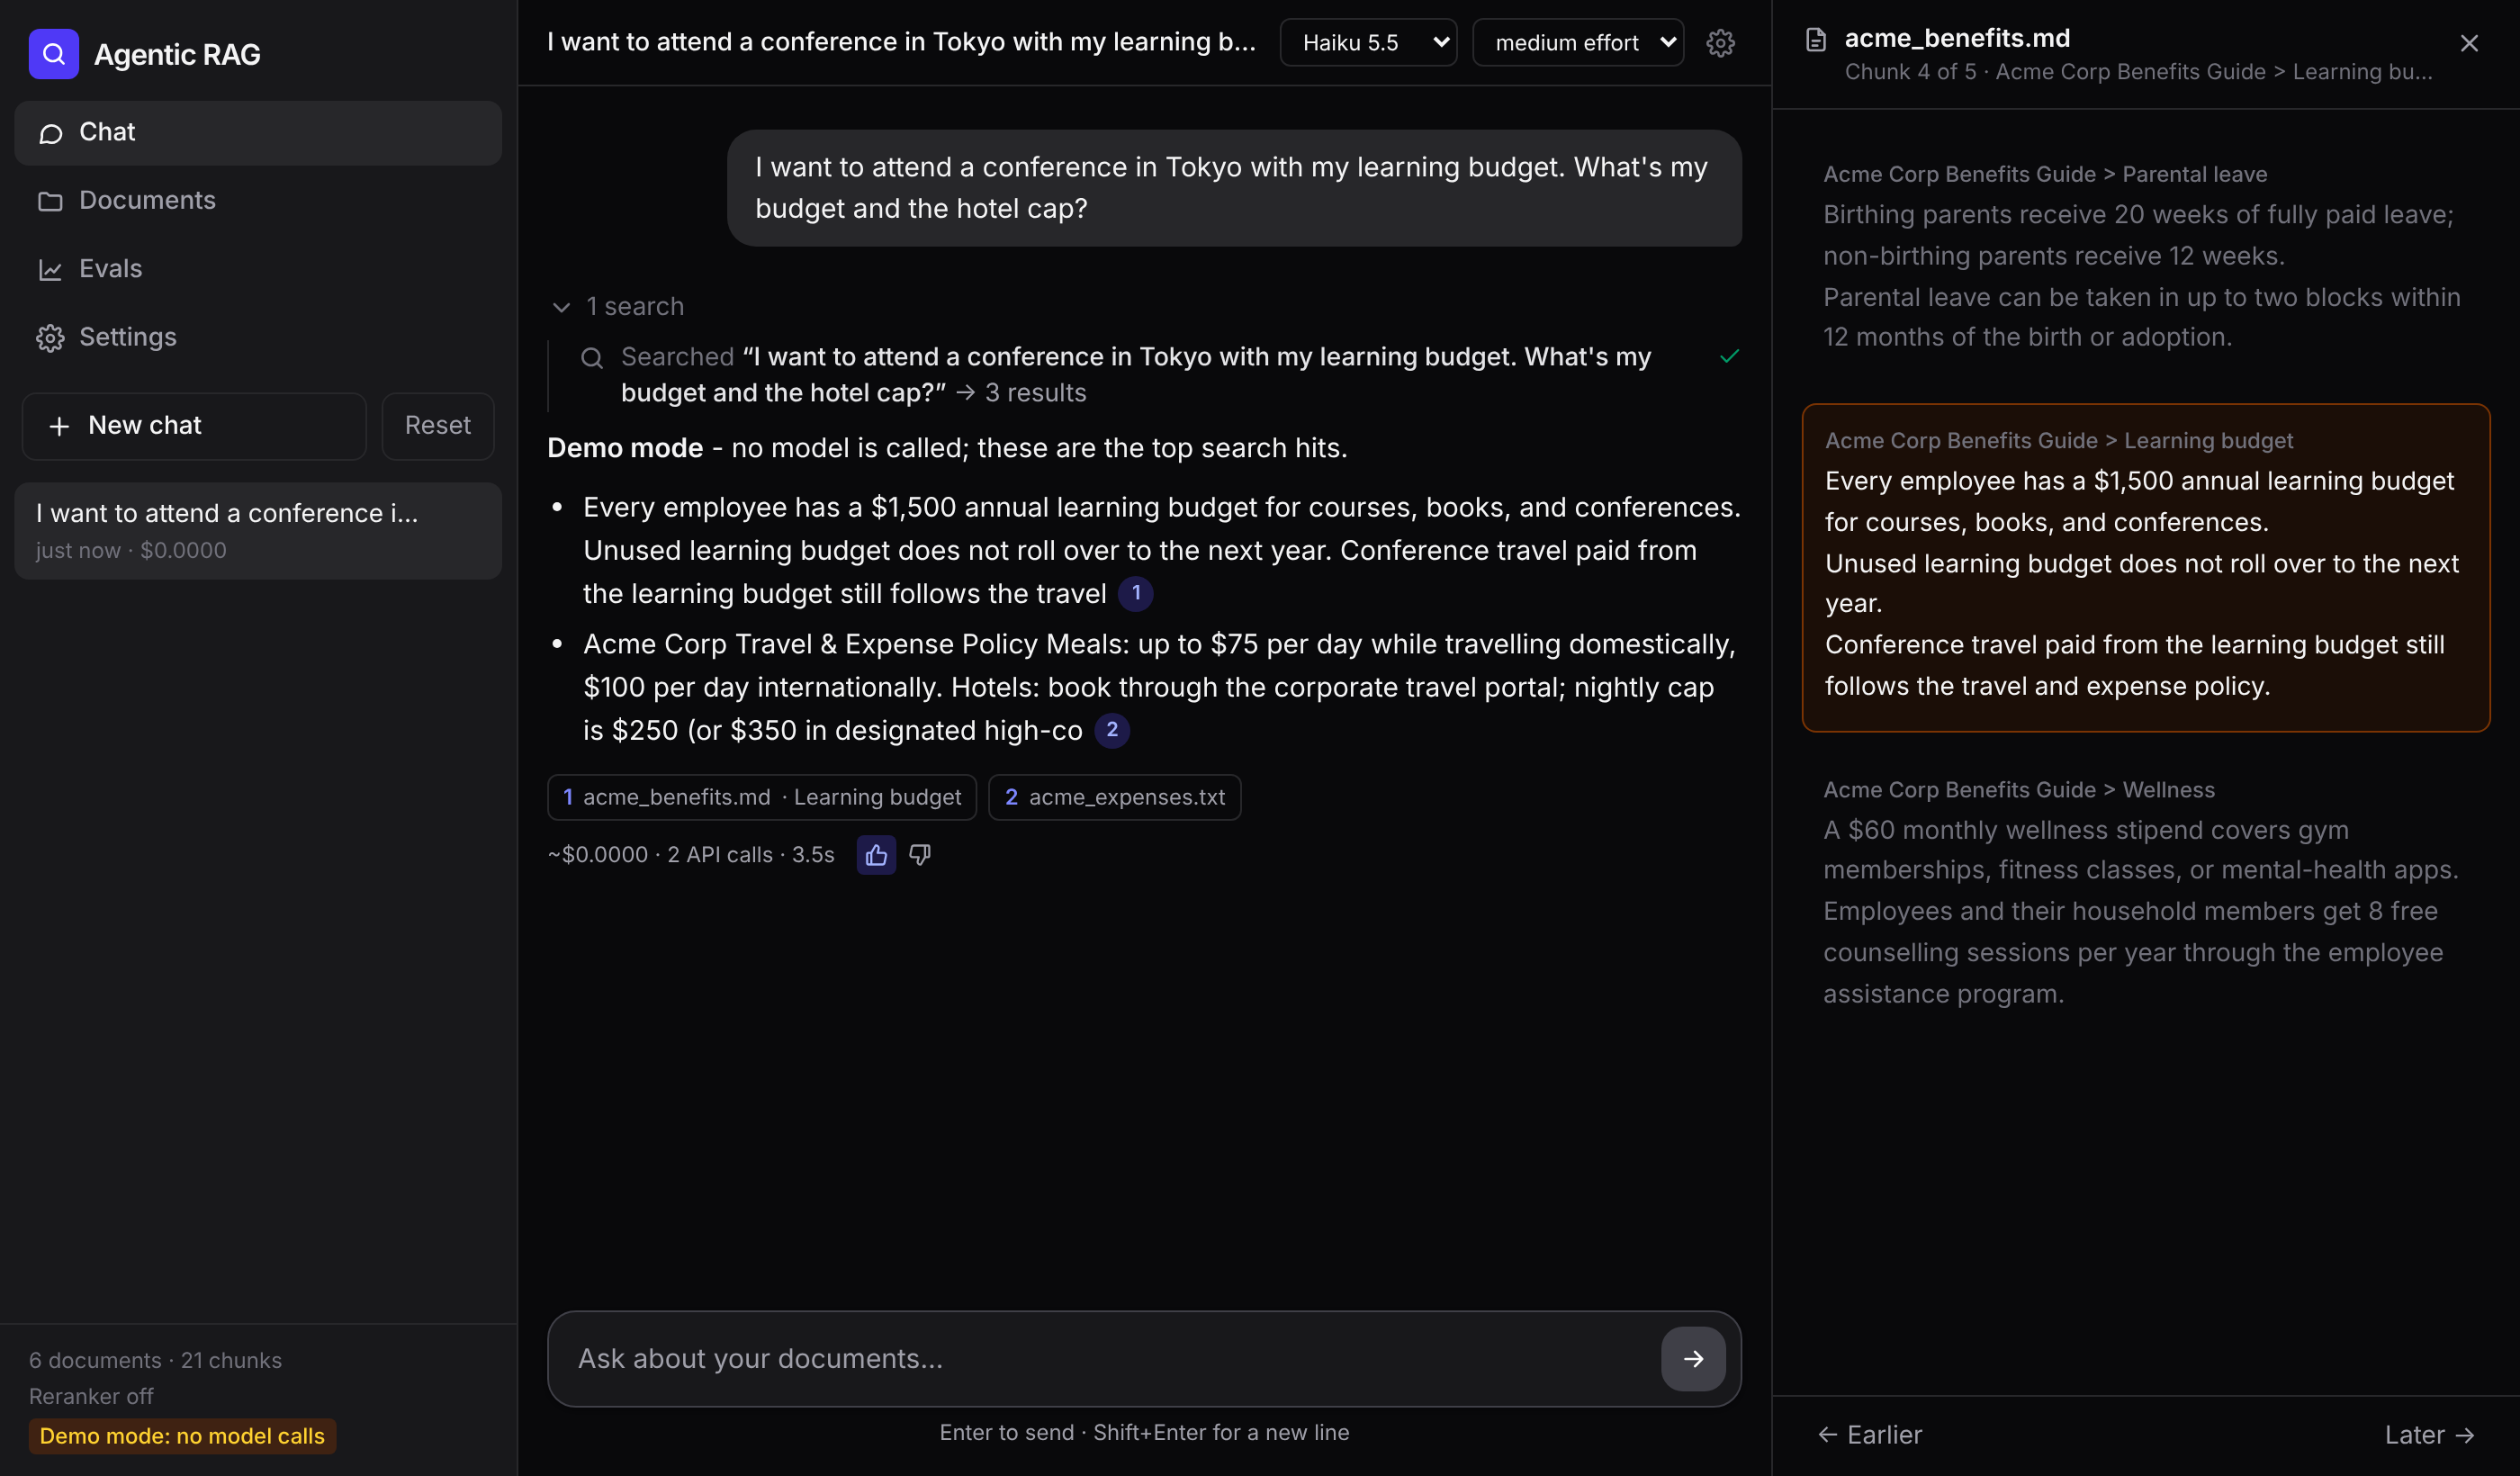 Agentic RAG
Chat
Documents
Evals
Settings
New chat
Reset
I want to attend a conference i...
just now · $0.0000
6 documents · 21 chunks
Reranker off
Demo mode: no model calls
I want to attend a conference in Tokyo with my learning b...
Haiku 5.5
medium effort
I want to attend a conference in Tokyo with my learning budget. What's my
budget and the hotel cap?
1 search
Searched “I want to attend a conference in Tokyo with my learning budget. What's my
budget and the hotel cap?” → 3 results
Demo mode - no model is called; these are the top search hits.
• Every employee has a $1,500 annual learning budget for courses, books, and conferences.
Unused learning budget does not roll over to the next year. Conference travel paid from
the learning budget still follows the travel 1
• Acme Corp Travel & Expense Policy Meals: up to $75 per day while travelling domestically,
$100 per day internationally. Hotels: book through the corporate travel portal; nightly cap
is $250 (or $350 in designated high-co 2
1 acme_benefits.md · Learning budget
2 acme_expenses.txt
~$0.0000 · 2 API calls · 3.5s
Ask about your documents...
Enter to send · Shift+Enter for a new line
acme_benefits.md
Chunk 4 of 5 · Acme Corp Benefits Guide > Learning bu...
Acme Corp Benefits Guide > Parental leave
Birthing parents receive 20 weeks of fully paid leave;
non-birthing parents receive 12 weeks.
Parental leave can be taken in up to two blocks within
12 months of the birth or adoption.
Acme Corp Benefits Guide > Learning budget
Every employee has a $1,500 annual learning budget
for courses, books, and conferences.
Unused learning budget does not roll over to the next
year.
Conference travel paid from the learning budget still
follows the travel and expense policy.
Acme Corp Benefits Guide > Wellness
A $60 monthly wellness stipend covers gym
memberships, fitness classes, or mental-health apps.
Employees and their household members get 8 free
counselling sessions per year through the employee
assistance program.
← Earlier
Later →